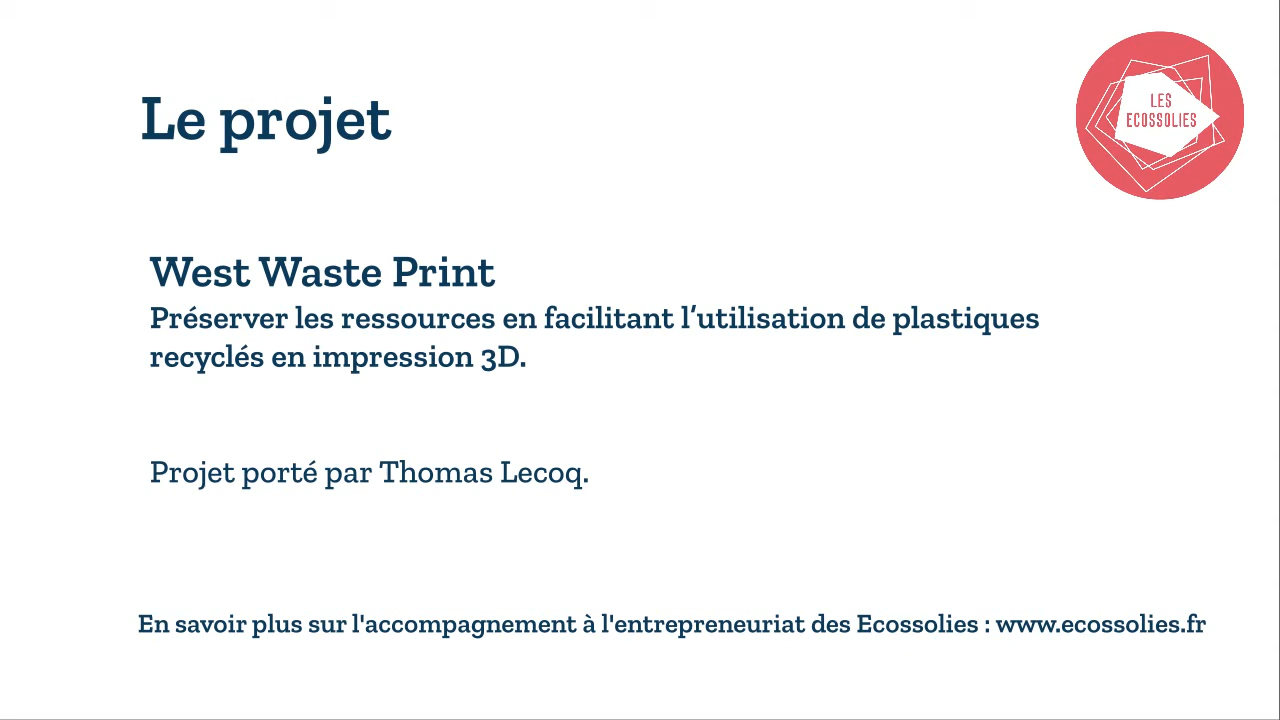 Le projet
LES
ECOSSOLIES
West Waste Print
Préserver les ressources en facilitant l’utilisation de plastiques
recyclés en impression 3D.
Projet porté par Thomas Lecoq.
En savoir plus sur l'accompagnement à l'entrepreneuriat des Ecossolies : www.ecossolies.fr